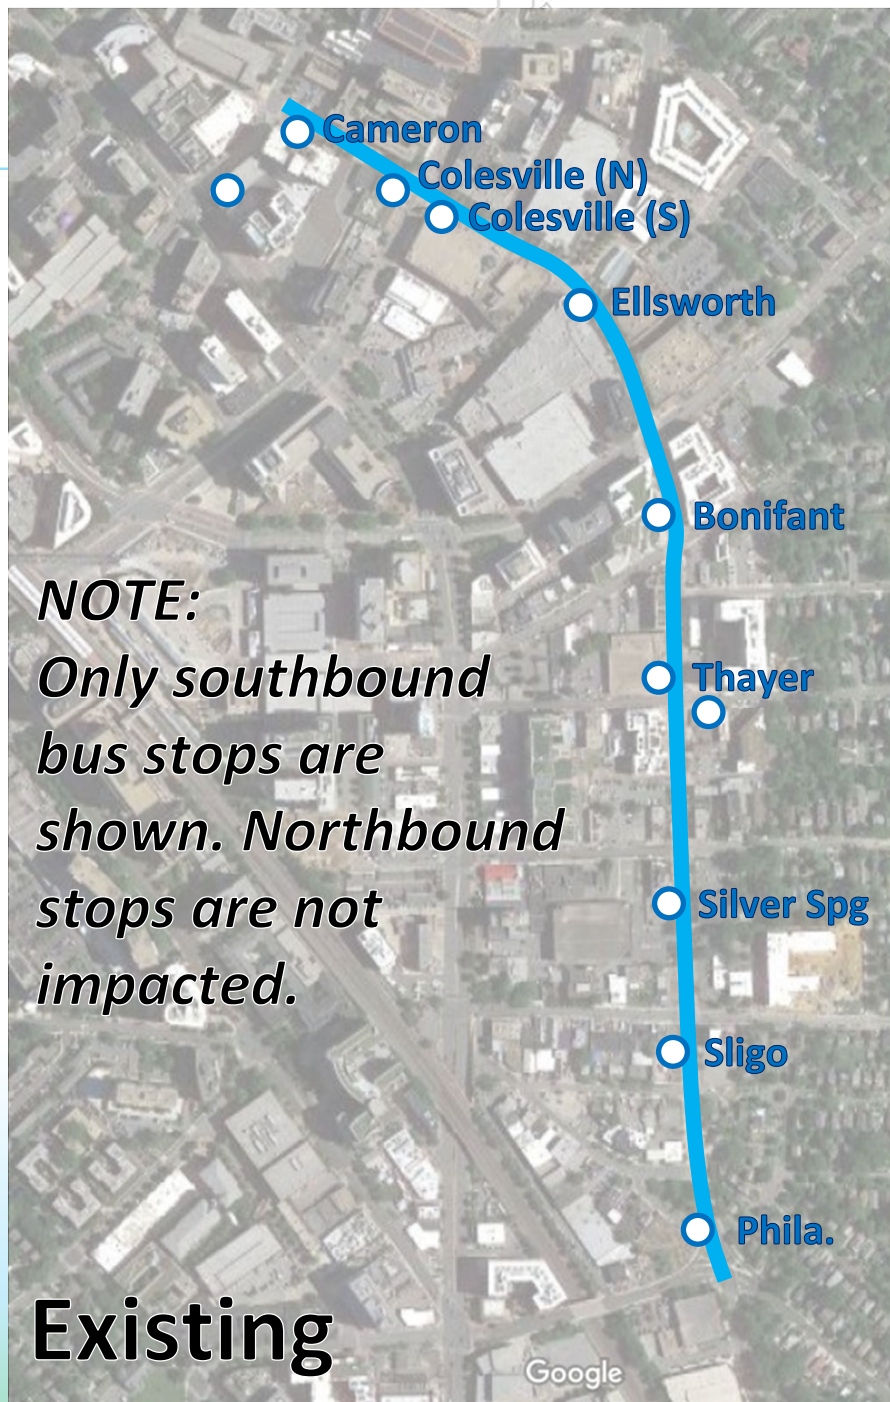 Cameron
Colesville (N)
Colesville (S)
Ellsworth
Bonifant
NOTE:
Only southbound
bus stops are
shown. Northbound
stops are not
impacted.
Thayer
Silver Spg
Sligo
Phila.
Existing
Google